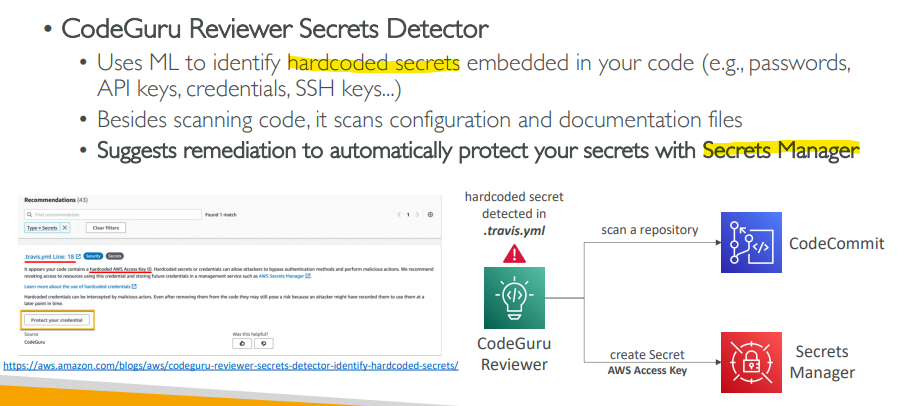 • CodeGuru Reviewer Secrets Detector
• Uses ML to identify hardcoded secrets embedded in your code (e.g., passwords,
API keys, credentials, SSH keys...)
• Besides scanning code, it scans configuration and documentation files
• Suggests remediation to automatically protect your secrets with Secrets Manager
Recommendations (43)
Find recommendation
Found 1 match
1
Type = Secrets
Clear Filters
.travis.yml Line: 18
Security
Secrets
It appears your code contains a hardcoded AWS Access Key ID. Hardcoded secrets or credentials can allow attackers to bypass authentication methods and perform malicious actions. We recommend
revoking access to resources using this credential and storing future credentials in a management service such as AWS Secrets Manager
Learn more about the use of hardcoded credentials
Hardcoded credentials can be intercepted by malicious actors. Even after removing them from the code they may still pose a risk because an attacker might have recorded them to use them at a
later point in time.
Protect your credential
Source
CodeGuru
Was this helpful?
https://aws.amazon.com/blogs/aws/codeguru-reviewer-secrets-detector-identify-hardcoded-secrets/
hardcoded secret
detected in
.travis.yml
CodeGuru
Reviewer
scan a repository
CodeCommit
create Secret
AWS Access Key
Secrets
Manager